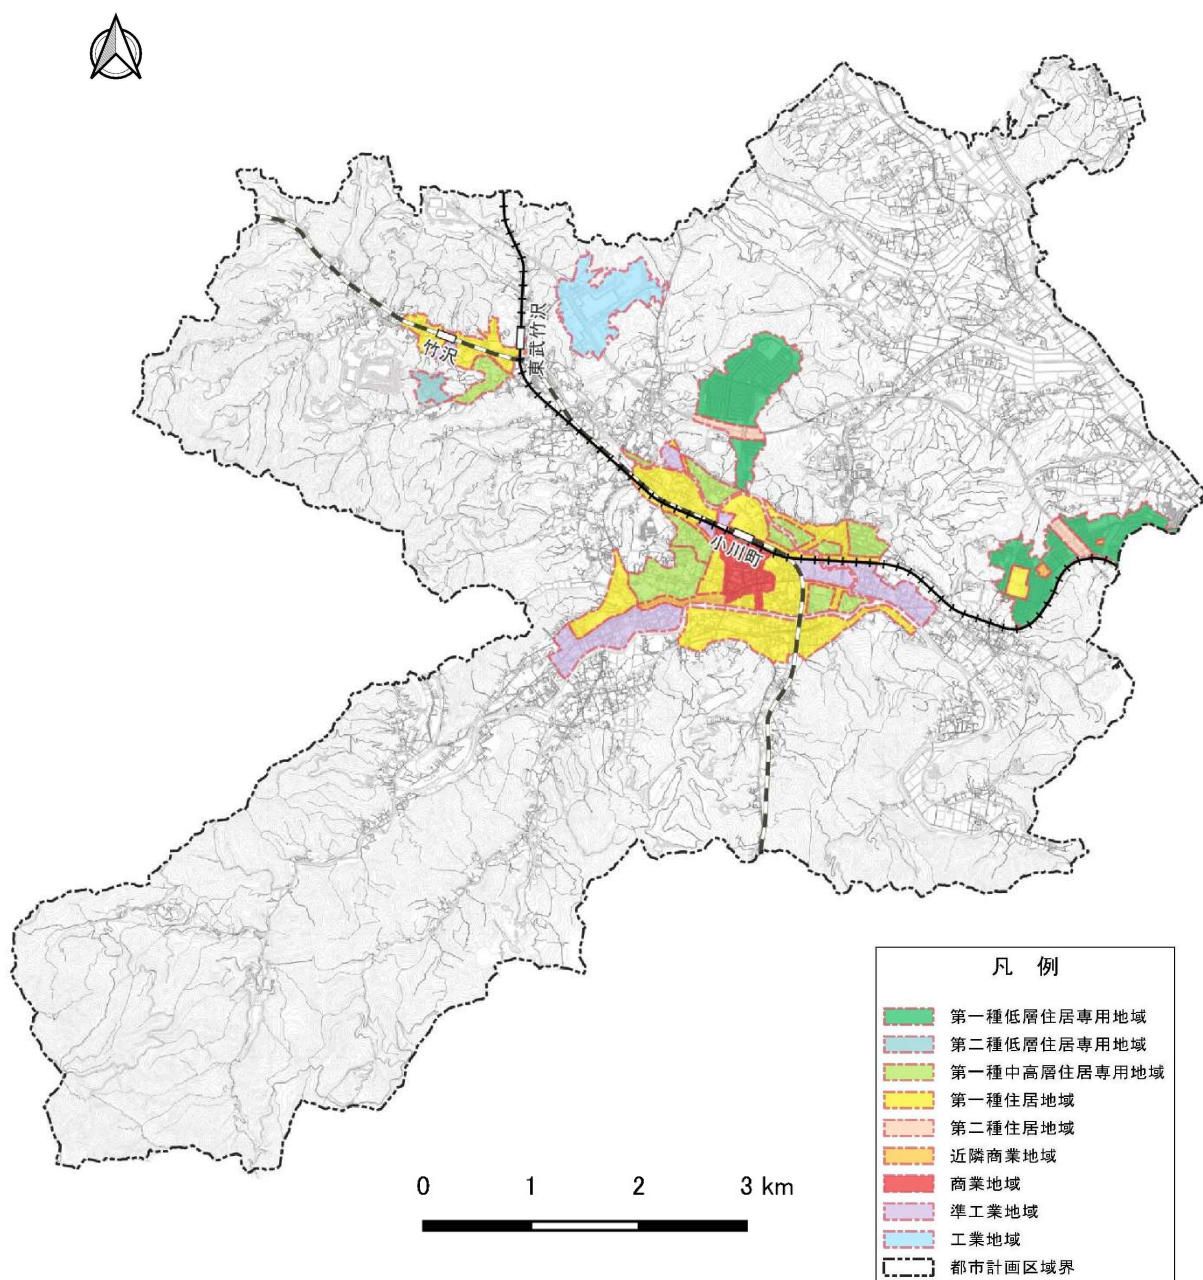 竹沢
東武竹沢
小川町
凡 例
第一種低層住居専用地域
第二種低層住居専用地域
第一種中高層住居専用地域
第一種住居地域
第二種住居地域
近隣商業地域
商業地域
準工業地域
工業地域
都市計画区域界
0 1 2 3 km